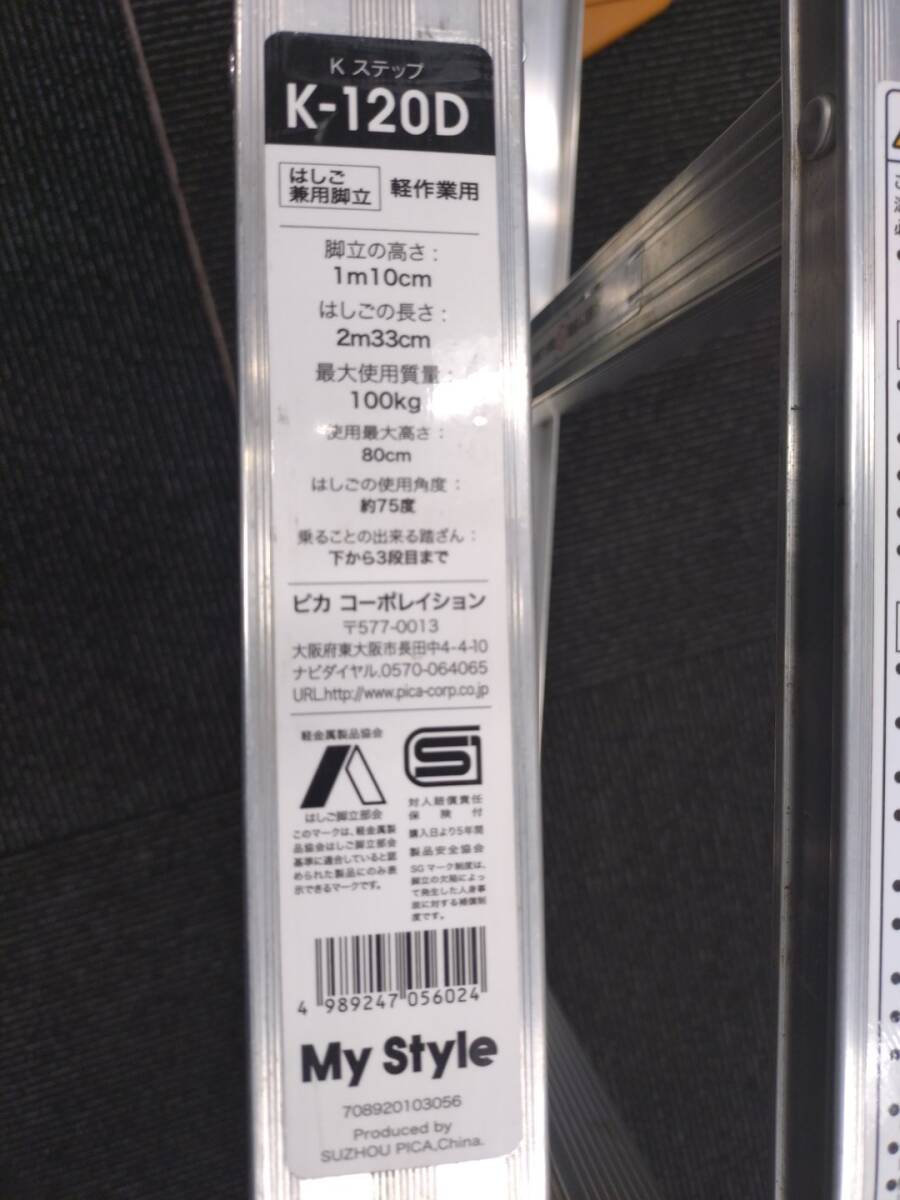 K ステップ
K-120D
はしご
兼用脚立
軽作業用
脚立の高さ：
1m10cm
はしごの長さ：
2m33cm
最大使用質量：
100kg
使用最大高さ：
80cm
はしごの使用角度：
約75度
乗ることの出来る踏ざん：
下から3段目まで
ピカ コーポレイション
〒577-0013
大阪府東大阪市長田中4-4-10
ナビダイヤル.0570-064065
URL.http://www.pica-corp.co.jp
軽金属製品協会
はしご脚立部会
このマークは、軽金属製
品協会はしご脚立部会
基準に適合していると認
められた製品にのみ表
示できるマークです。
SG
対人賠償責任
保険付
購入日より5年間
製品安全協会
SGマーク制度は、
脚立の欠陥によっ
て発生した人身事
故に対する補償制
度です。
4 989247 056024
My Style
708920103056
Produced by
SUZHOU PICA,China.